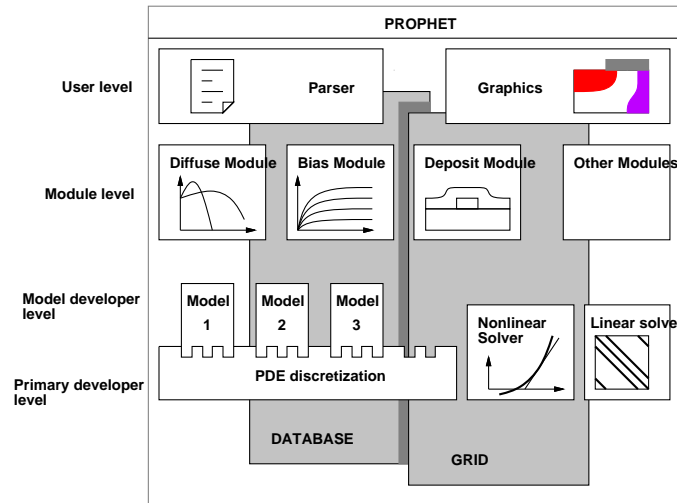 PROPHET
User level
Parser
Graphics
Module level
Diffuse Module
Bias Module
Deposit Module
Other Modules
Model developer
level
Model
1
Model
2
Model
3
Nonlinear
Solver
Linear solve
Primary developer
level
PDE discretization
DATABASE
GRID